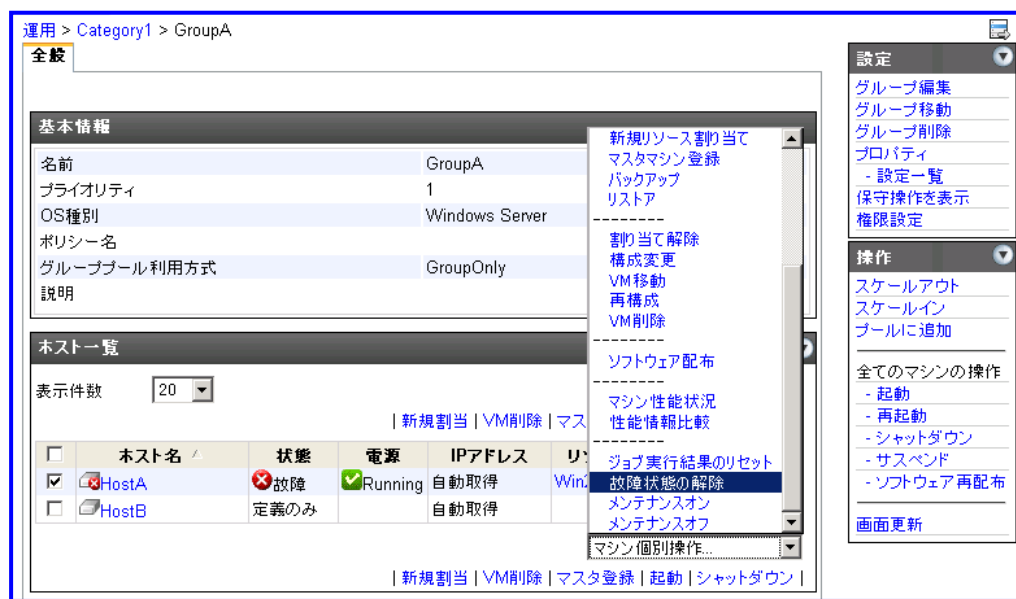 運用 > Category1 > GroupA
全般
基本情報
名前 GroupA
プライオリティ 1
OS種別 Windows Server
ポリシー名
グループプール利用方式 GroupOnly
説明
ホスト一覧
表示件数 20
| 新規割当 | VM削除 | マス
ホスト名 状態 電源 IPアドレス
HostA 故障 Running 自動取得
HostB 定義のみ 自動取得
新規リソース割り当て
マスタマシン登録
バックアップ
リストア
--------
割り当て解除
構成変更
VM移動
再構成
VM削除
--------
ソフトウェア配布
--------
マシン性能状況
性能情報比較
--------
ジョブ実行結果のリセット
故障状態の解除
メンテナンスオン
メンテナンスオフ
マシン個別操作...
| 新規割当 | VM削除 | マスタ登録 | 起動 | シャットダウン |
設定
グループ編集
グループ移動
グループ削除
プロパティ
- 設定一覧
保守操作を表示
権限設定
操作
スケールアウト
スケールイン
プールに追加
全てのマシンの操作
- 起動
- 再起動
- シャットダウン
- サスペンド
- ソフトウェア再配布
画面更新